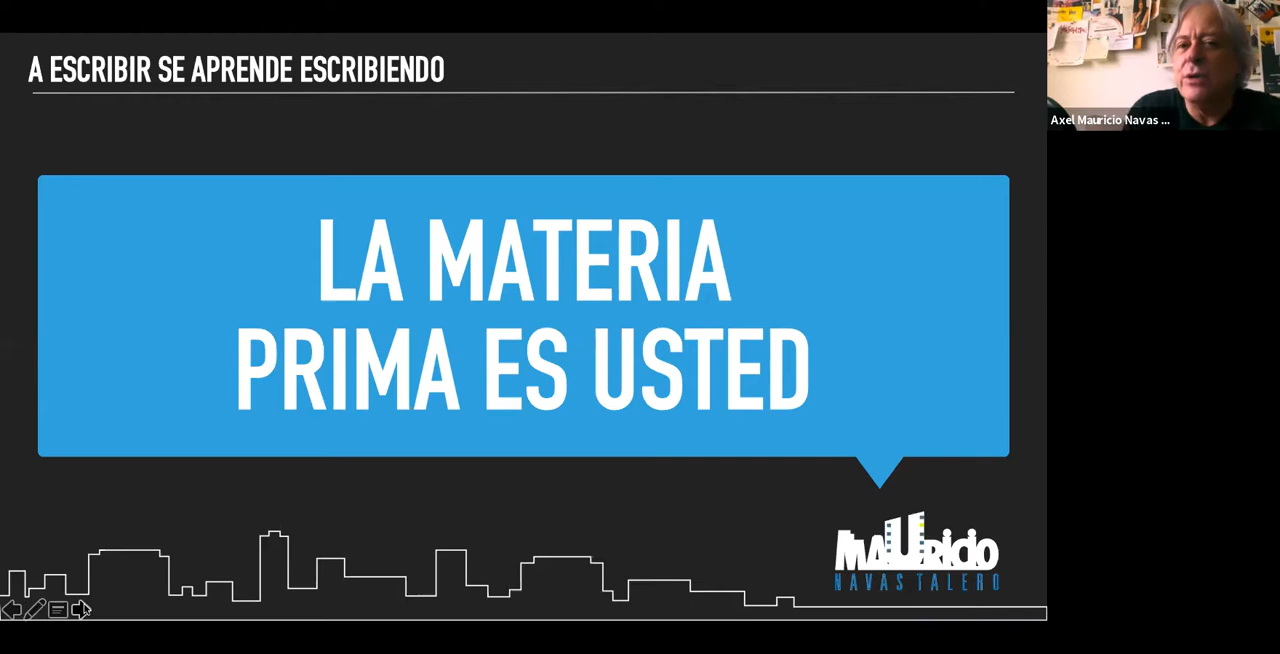 A ESCRIBIR SE APRENDE ESCRIBIENDO
Axel Mauricio Navas ...
LA MATERIA
PRIMA ES USTED
MAURICIO
NAVAS TALERO